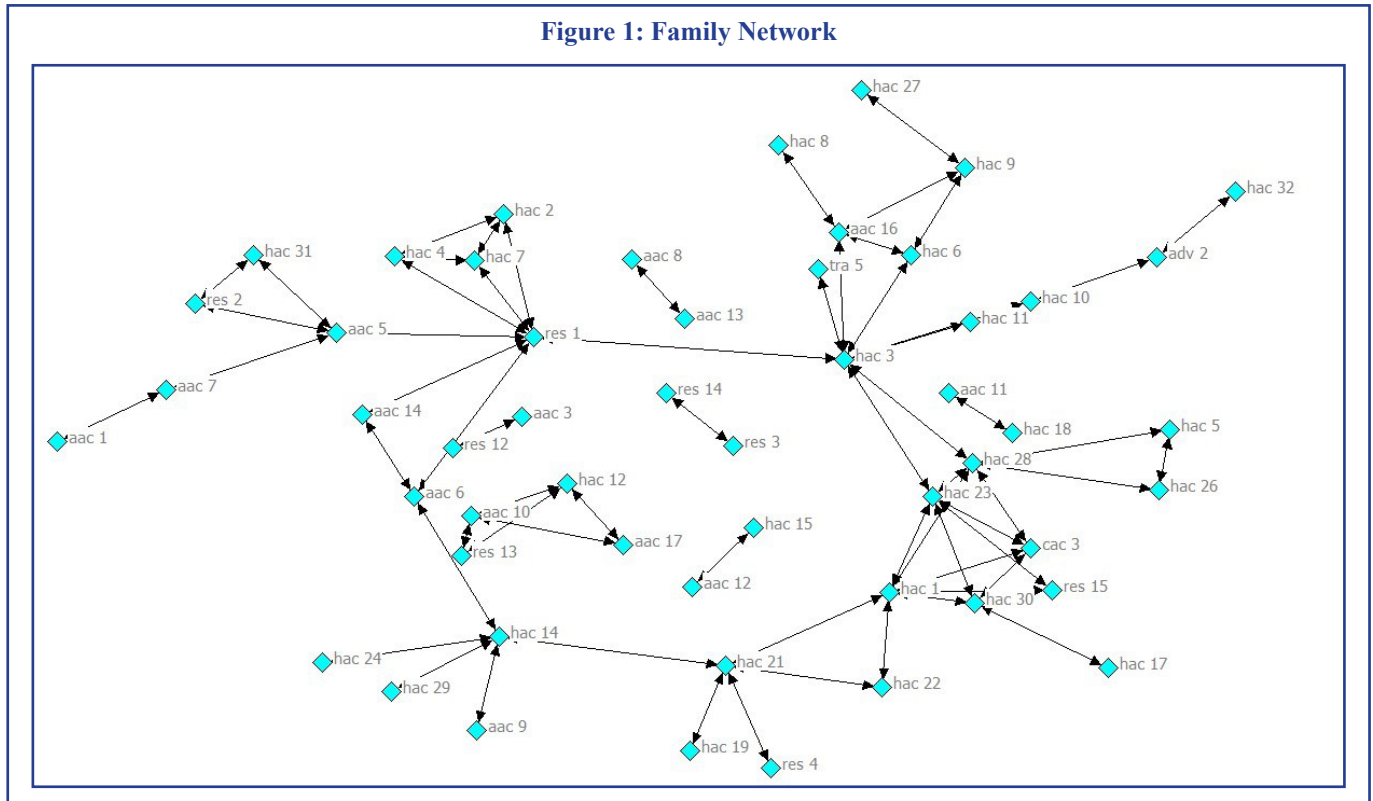 Figure 1: Family Network
hac 27
hac 8
hac 9
hac 32
hac 2
aac 16
hac 31
hac 4
hac 7
aac 8
tra 5
hac 6
adv 2
res 2
hac 10
aac 13
hac 11
aac 5
res 1
hac 3
aac 7
res 14
aac 11
aac 14
aac 3
aac 1
res 12
res 3
hac 18
hac 5
hac 28
hac 12
hac 26
aac 6
hac 23
aac 10
hac 15
aac 17
cac 3
res 13
aac 12
hac 1
res 15
hac 30
hac 14
hac 24
hac 21
hac 17
hac 29
hac 22
aac 9
hac 19
res 4